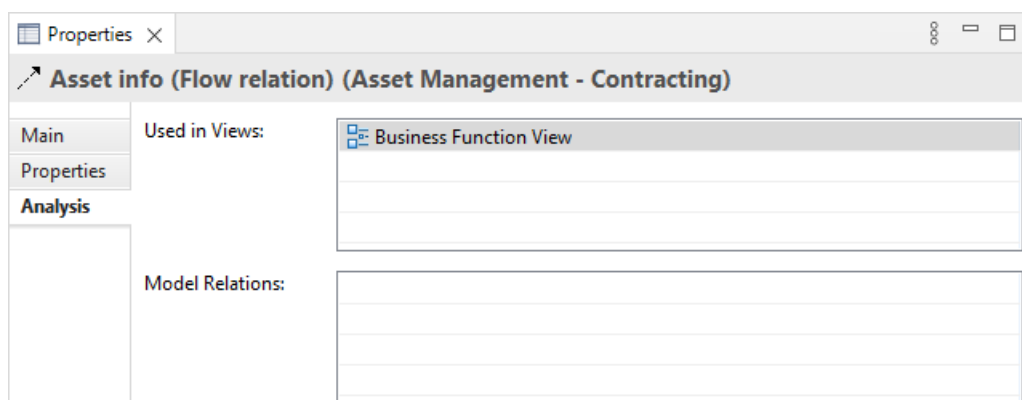 Properties
Asset info (Flow relation) (Asset Management - Contracting)
Main
Properties
Analysis
Used in Views:
Business Function View
Model Relations: